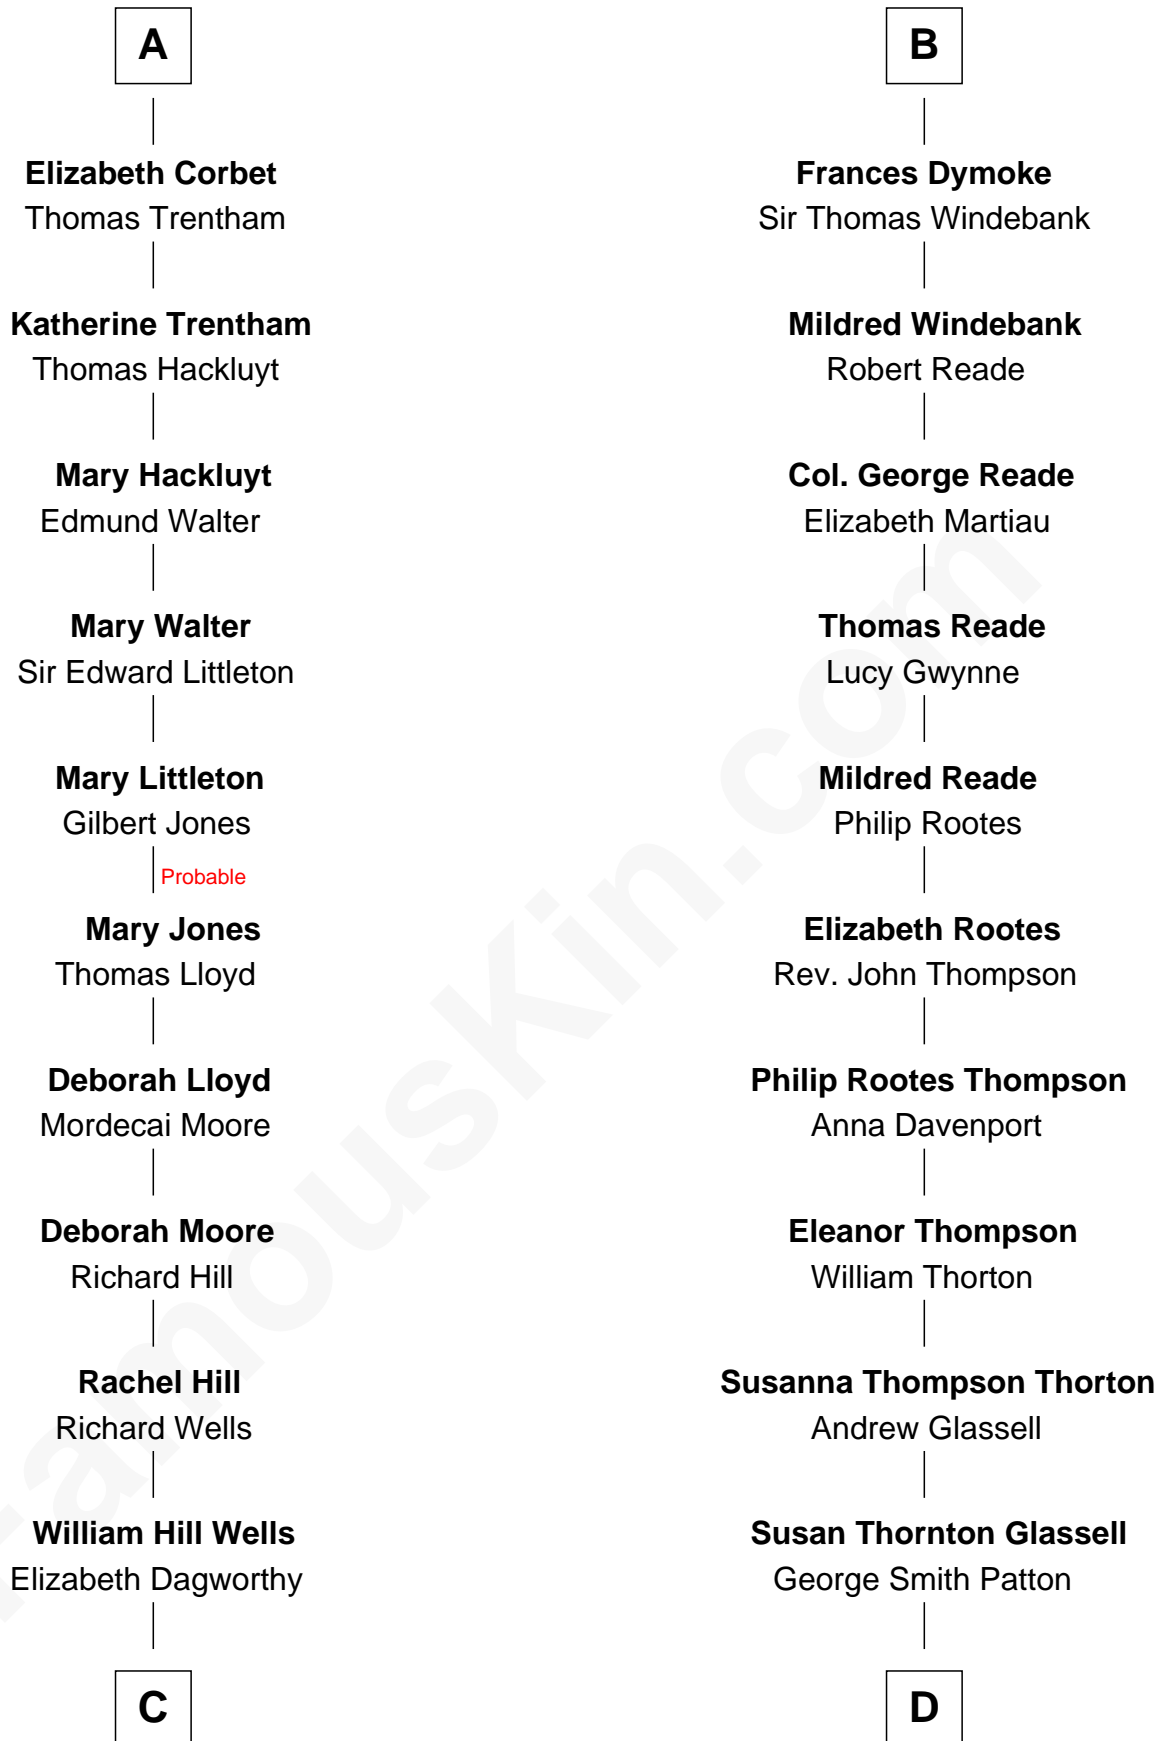 A
Elizabeth Corbet
Thomas Trentham
Katherine Trentham
Thomas Hackluyt
Mary Hackluyt
Edmund Walter
Mary Walter
Sir Edward Littleton
Mary Littleton
Gilbert Jones
Probable
Mary Jones
Thomas Lloyd
Deborah Lloyd
Mordecai Moore
Deborah Moore
Richard Hill
Rachel Hill
Richard Wells
William Hill Wells
Elizabeth Dagworthy
C
B
Frances Dymoke
Sir Thomas Windebank
Mildred Windebank
Robert Reade
Col. George Reade
Elizabeth Martiau
Thomas Reade
Lucy Gwynne
Mildred Reade
Philip Rootes
Elizabeth Rootes
Rev. John Thompson
Philip Rootes Thompson
Anna Davenport
Eleanor Thompson
William Thorton
Susanna Thompson Thorton
Andrew Glassell
Susan Thornton Glassell
George Smith Patton
D
FamousKin.com